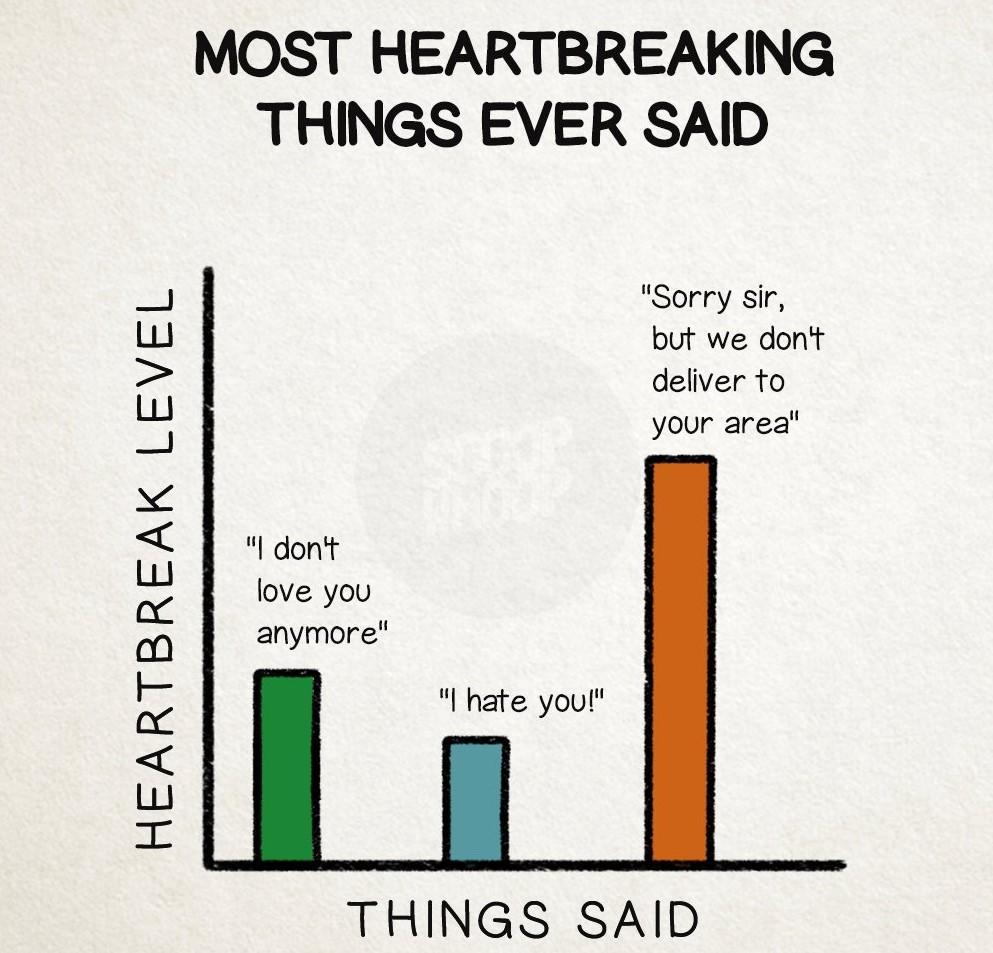 MOST HEARTBREAKING
THINGS EVER SAID
HEARTBREAK LEVEL
"I don't
love you
anymore"
"I hate you!"
"Sorry sir,
but we don't
deliver to
your area"
THINGS SAID